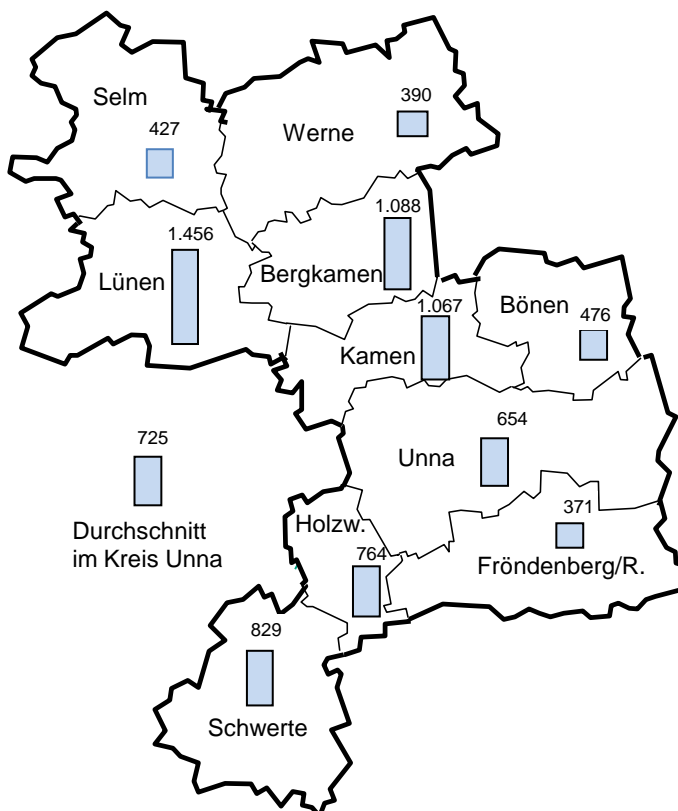 Selm
427
Werne
390
Lünen
1.456
Bergkamen
1.088
Kamen
1.067
Bönen
476
Unna
654
725
Durchschnitt
im Kreis Unna
Holzw.
764
371
Fröndenberg/R.
829
Schwerte